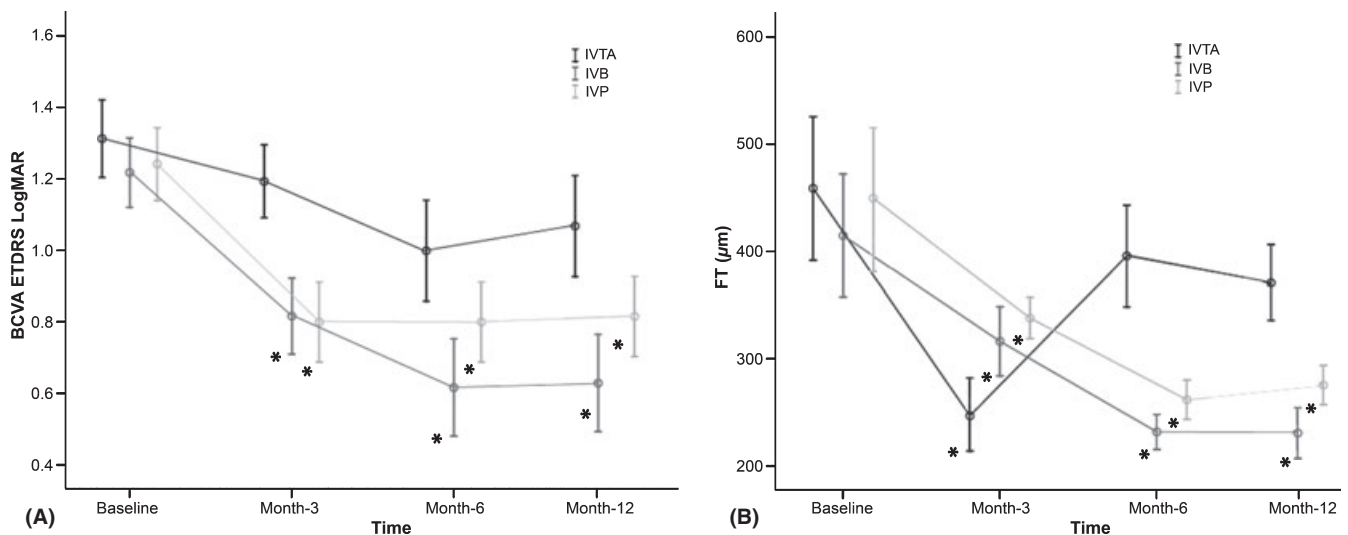 1.6
1.4
1.2
1.0
0.8
0.6
0.4
BCVA ETDRS LogMAR
IVTA
IVB
IVP
* * * * * *
Baseline Month-3 Month-6 Month-12
Time
(A)
600
500
400
300
200
FT (µm)
IVTA
IVB
IVP
* * * * * * *
Baseline Month-3 Month-6 Month-12
Time
(B)